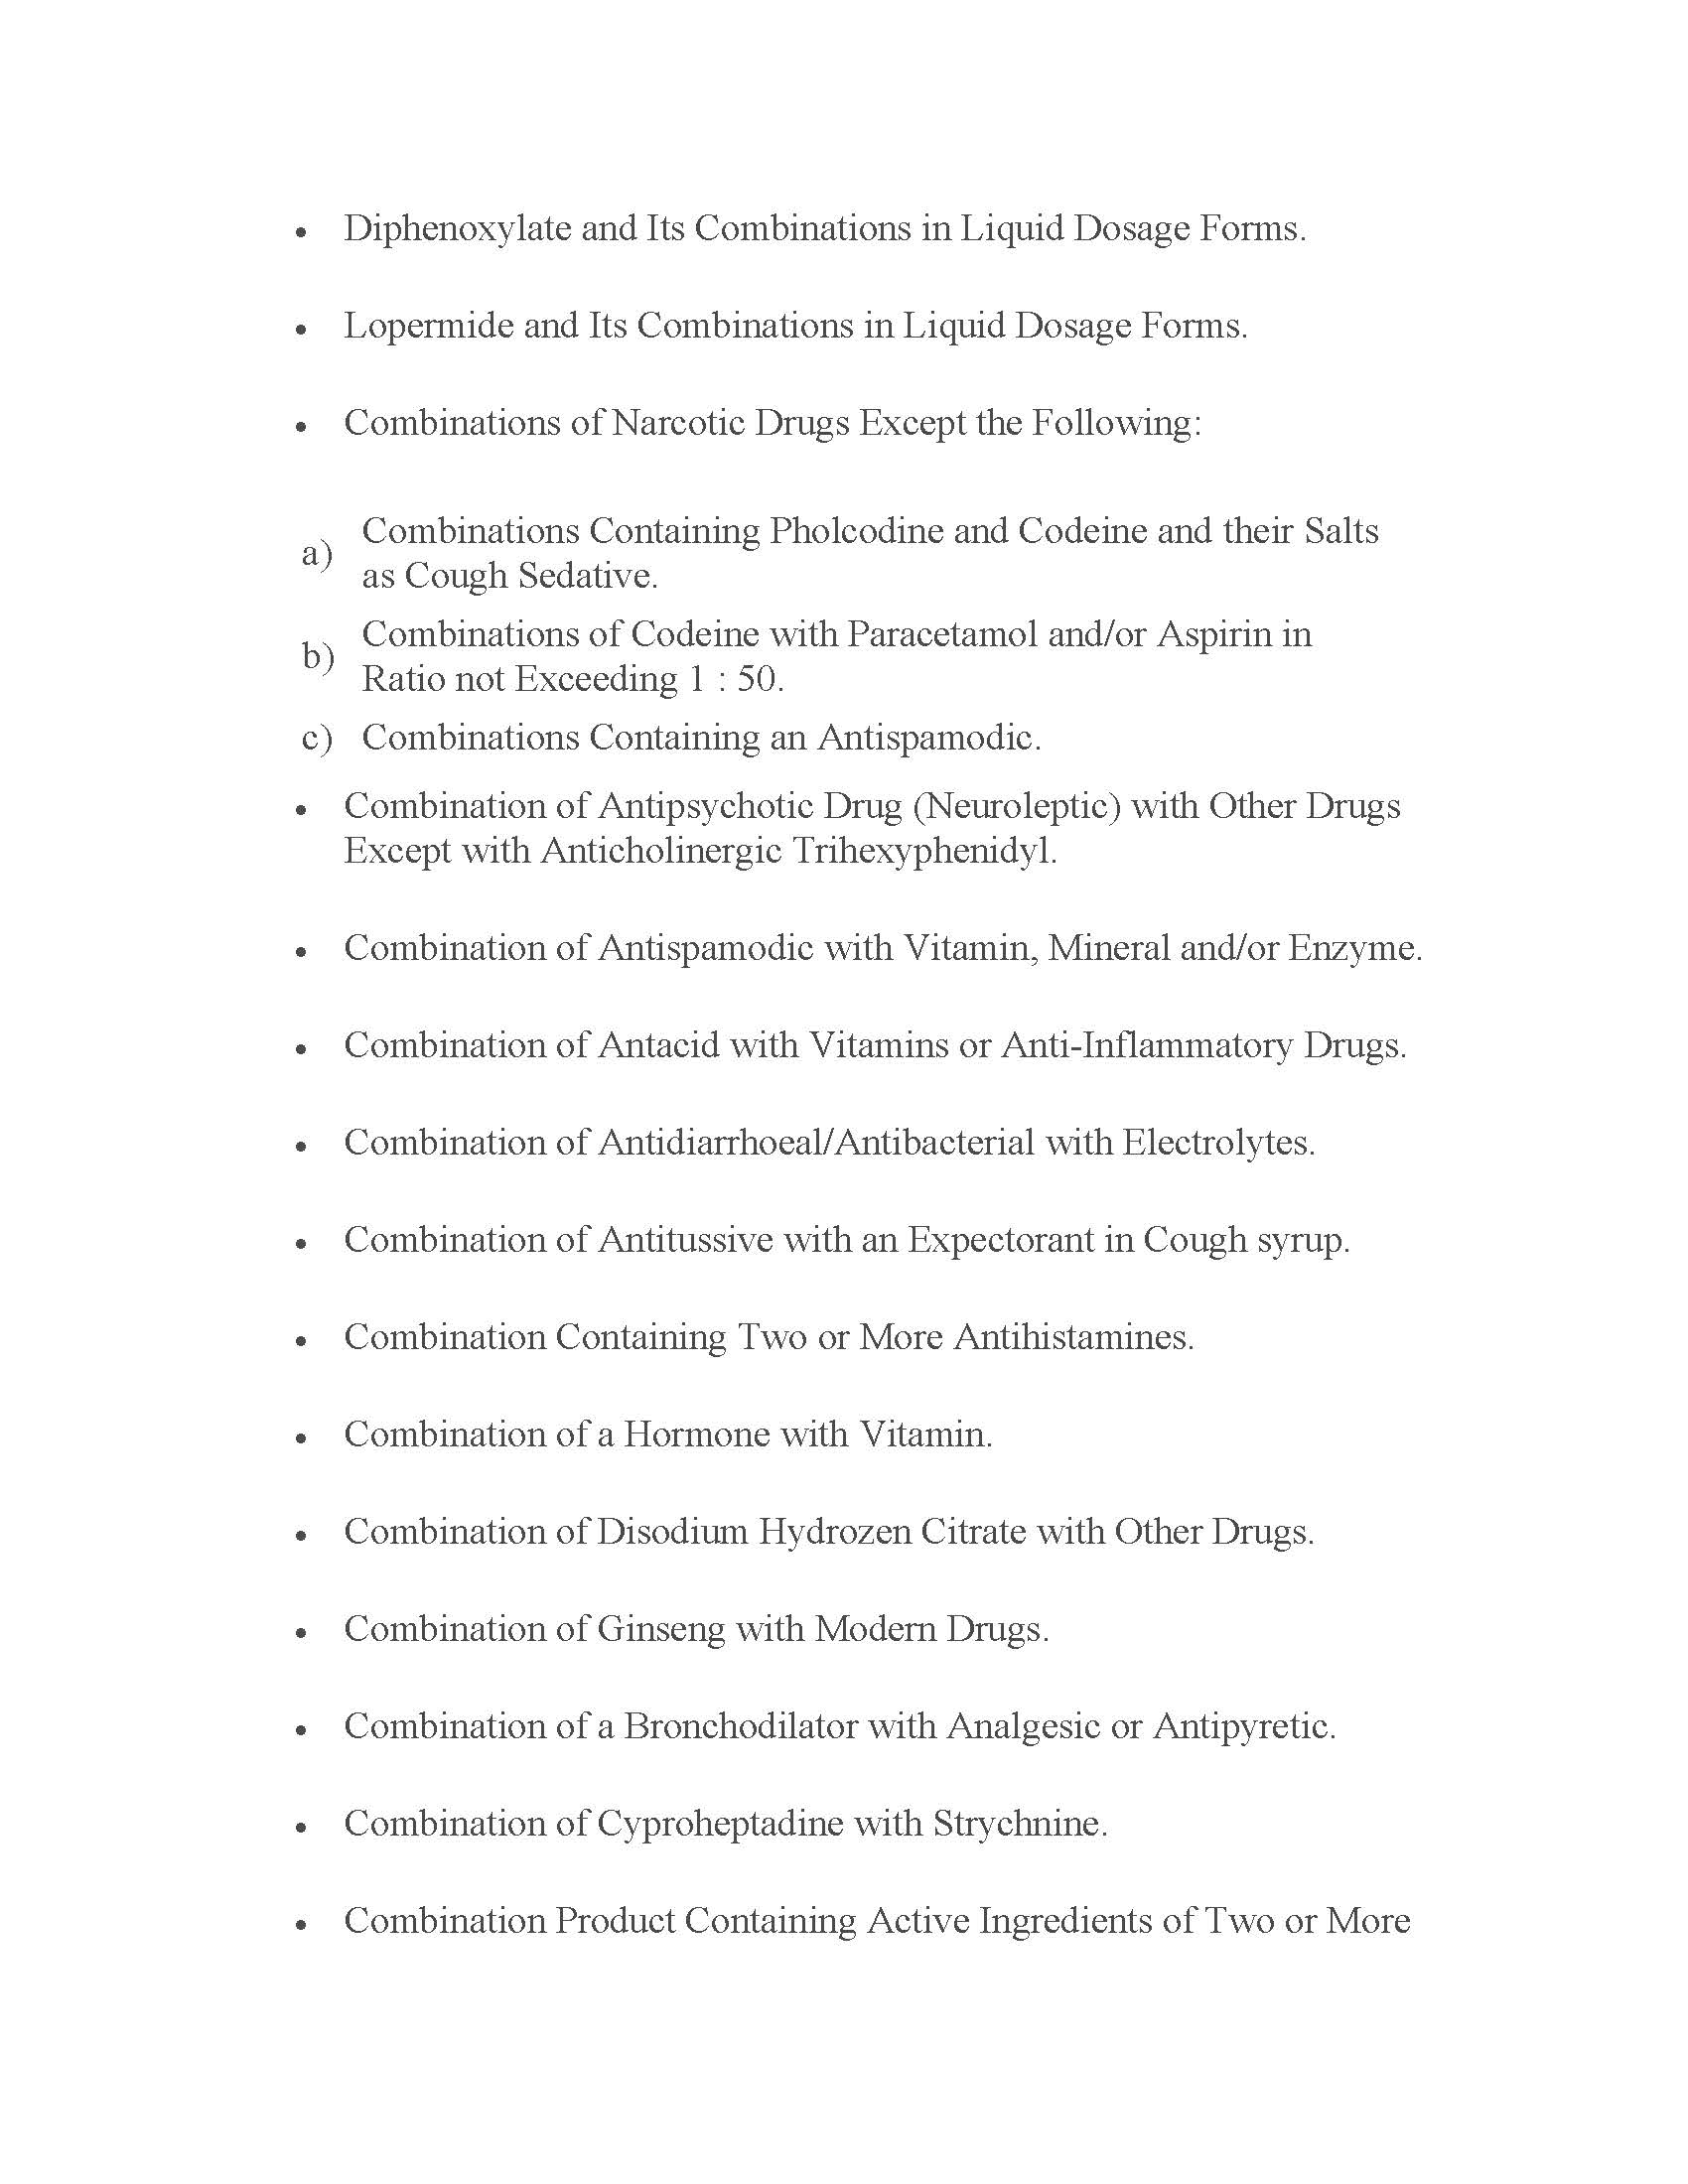 • Diphenoxylate and Its Combinations in Liquid Dosage Forms.
• Lopermide and Its Combinations in Liquid Dosage Forms.
• Combinations of Narcotic Drugs Except the Following:
a) Combinations Containing Pholcodine and Codeine and their Salts
as Cough Sedative.
b) Combinations of Codeine with Paracetamol and/or Aspirin in
Ratio not Exceeding 1 : 50.
c) Combinations Containing an Antispamodic.
• Combination of Antipsychotic Drug (Neuroleptic) with Other Drugs
Except with Anticholinergic Trihexyphenidyl.
• Combination of Antispamodic with Vitamin, Mineral and/or Enzyme.
• Combination of Antacid with Vitamins or Anti-Inflammatory Drugs.
• Combination of Antidiarrhoeal/Antibacterial with Electrolytes.
• Combination of Antitussive with an Expectorant in Cough syrup.
• Combination Containing Two or More Antihistamines.
• Combination of a Hormone with Vitamin.
• Combination of Disodium Hydrozen Citrate with Other Drugs.
• Combination of Ginseng with Modern Drugs.
• Combination of a Bronchodilator with Analgesic or Antipyretic.
• Combination of Cyproheptadine with Strychnine.
• Combination Product Containing Active Ingredients of Two or More